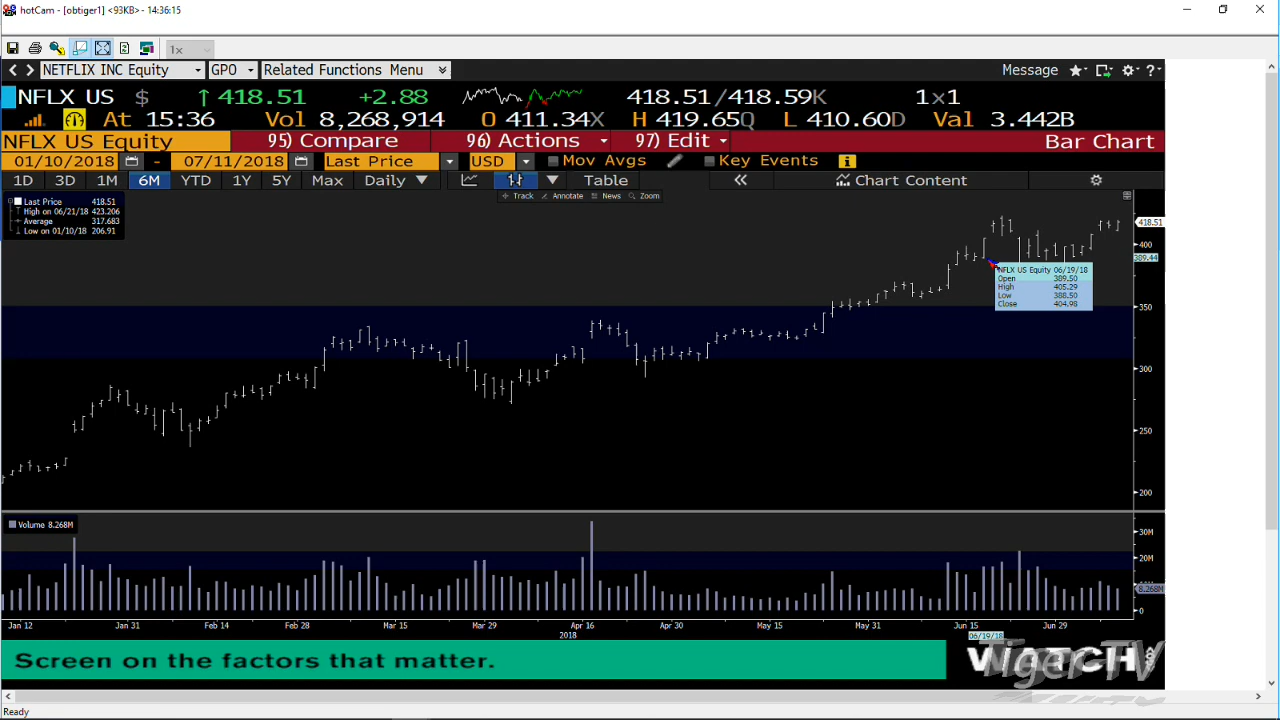 hotCam - [obtiger1] <93KB> - 14:36:15
1x
NETFLIX INC Equity GPO Related Functions Menu Message
NFLX US $ ↑418.51 +2.88 418.51/418.59K 1x1
At 15:36 Vol 8,268,914 O 411.34X H 419.65Q L 410.60D Val 3.442B
NFLX US Equity 95) Compare 96) Actions 97) Edit Bar Chart
01/10/2018 - 07/11/2018 Last Price USD Mov Avgs Key Events
1D 3D 1M 6M YTD 1Y 5Y Max Daily Table « Chart Content
+ Track Annotate News Zoom
Last Price 418.51
High on 06/21/18 423.206
Average 317.683
Low on 01/10/18 206.91
418.51
400
389.44
NFLX US Equity 06/19/18
Open 389.50
High 405.29
Low 388.50
Close 404.98
350
300
250
200
Volume 8.268M
30M
20M
8.268M
0
Jan 12 Jan 31 Feb 14 Feb 28 Mar 15 Mar 29 Apr 16 Apr 30 May 15 May 31 Jun 15 Jun 29
2018 06/19/18
Screen on the factors that matter.
WATCH
Tiger TV
Ready